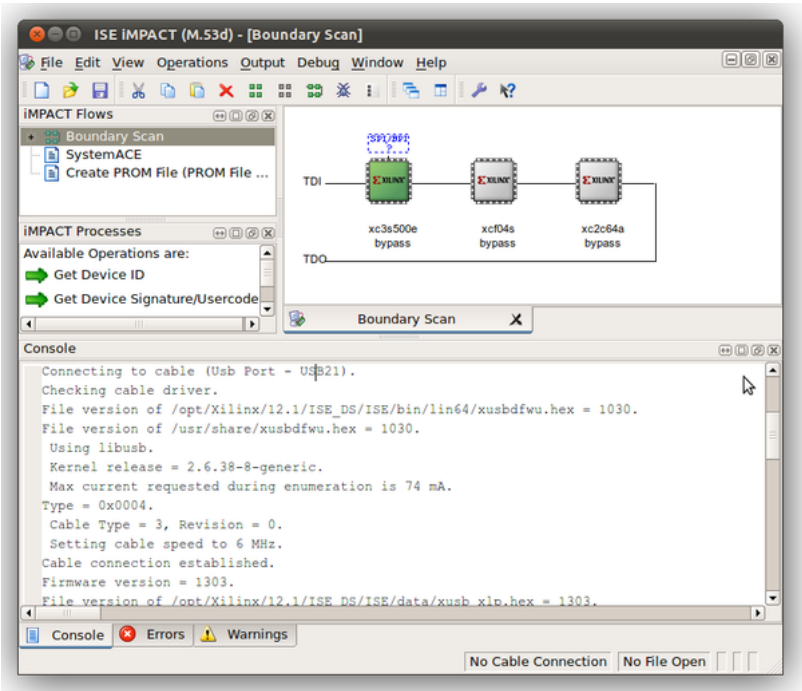 ISE iMPACT (M.53d) - [Boundary Scan]
File Edit View Operations Output Debug Window Help
iMPACT Flows
Boundary Scan
SystemACE
Create PROM File (PROM File ...
iMPACT Processes
Available Operations are:
Get Device ID
Get Device Signature/Usercode
SPI/BPI
?
TDI
XILINX XILINX XILINX
xc3s500e xcf04s xc2c64a
bypass bypass bypass
TDO
Boundary Scan
Console
Connecting to cable (Usb Port - USB21).
Checking cable driver.
File version of /opt/Xilinx/12.1/ISE_DS/ISE/bin/lin64/xusbdfwu.hex = 1030.
File version of /usr/share/xusbdfwu.hex = 1030.
Using libusb.
Kernel release = 2.6.38-8-generic.
Max current requested during enumeration is 74 mA.
Type = 0x0004.
Cable Type = 3, Revision = 0.
Setting cable speed to 6 MHz.
Cable connection established.
Firmware version = 1303.
File version of /opt/Xilinx/12.1/ISE_DS/ISE/data/xusb_xlp.hex = 1303.
Console Errors Warnings
No Cable Connection No File Open